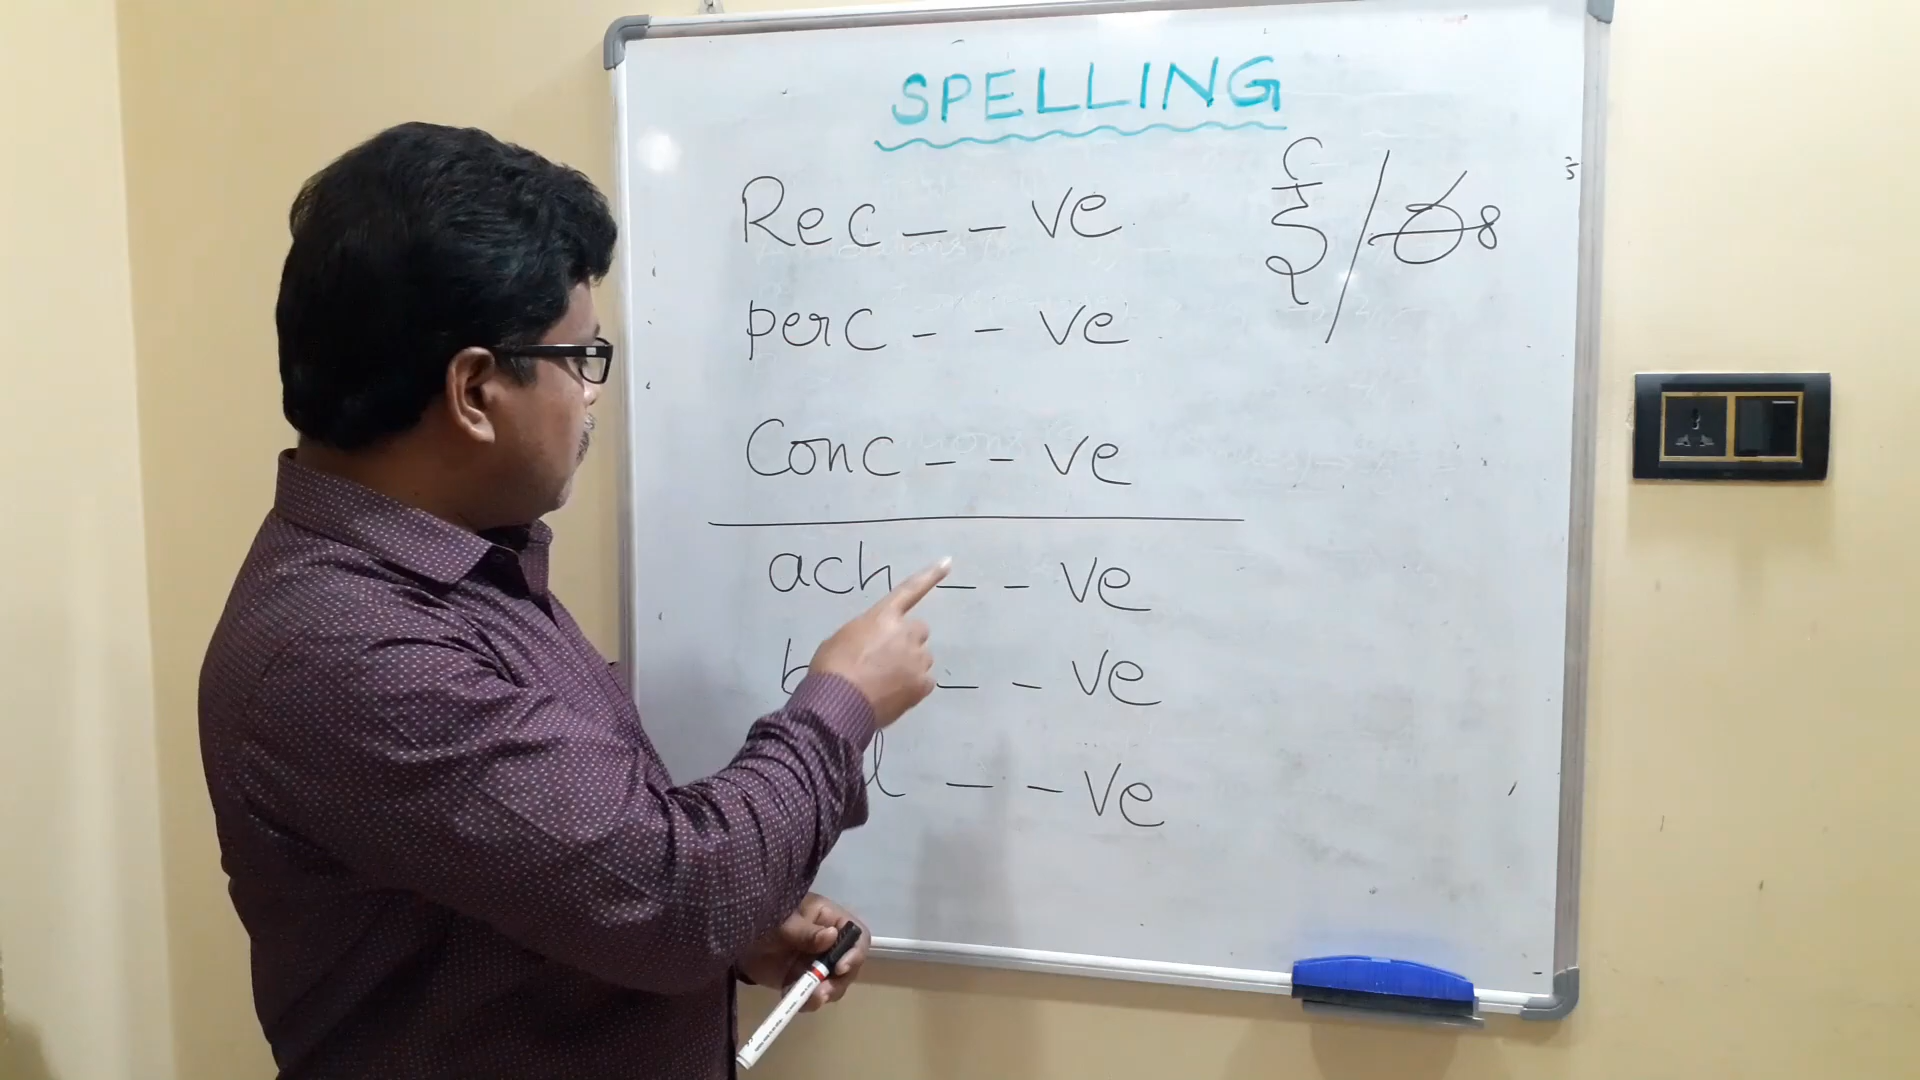 SPELLING
Rec _ _ ve
perc _ _ ve
Conc _ _ ve
ach _ _ ve
b _ _ ve
l _ _ ve